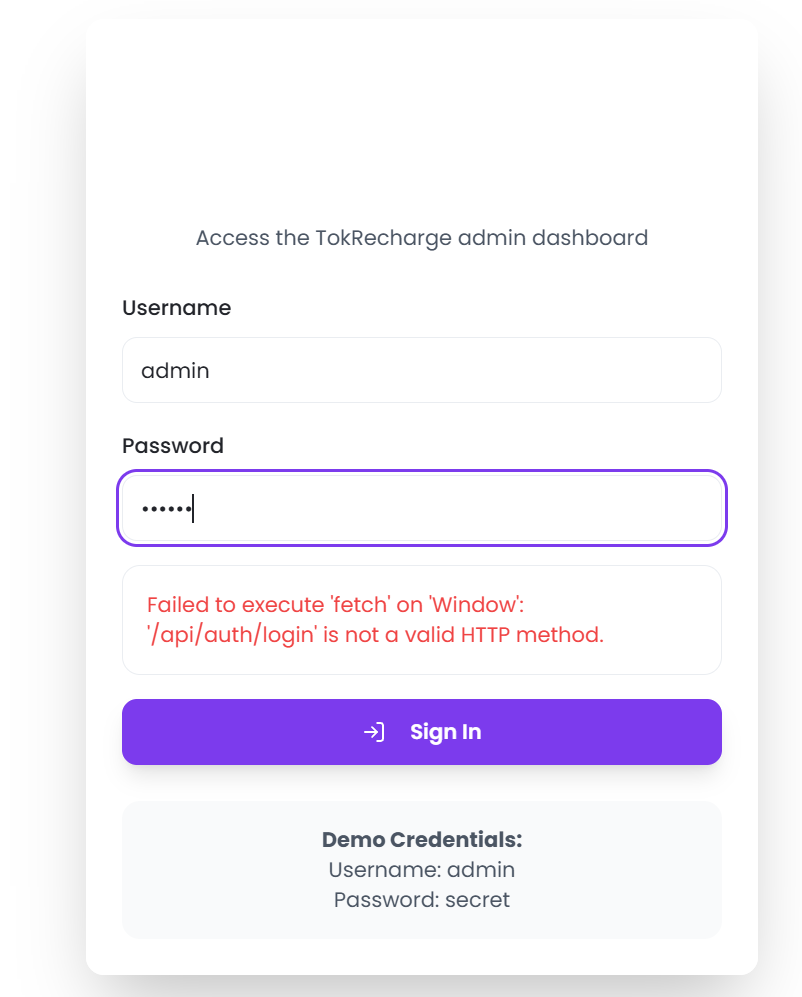 Access the TokRecharge admin dashboard
Username
admin
Password
••••••
Failed to execute 'fetch' on 'Window':
'/api/auth/login' is not a valid HTTP method.
Sign In
Demo Credentials:
Username: admin
Password: secret